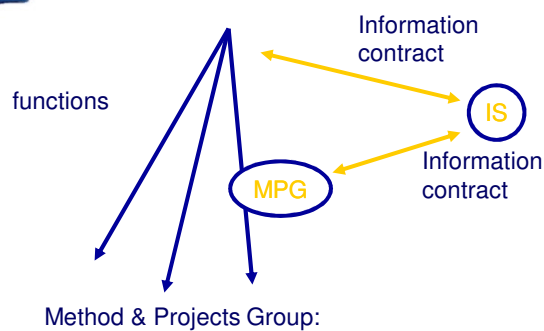 Information
contract
functions
IS
Information
contract
MPG
Method & Projects Group: